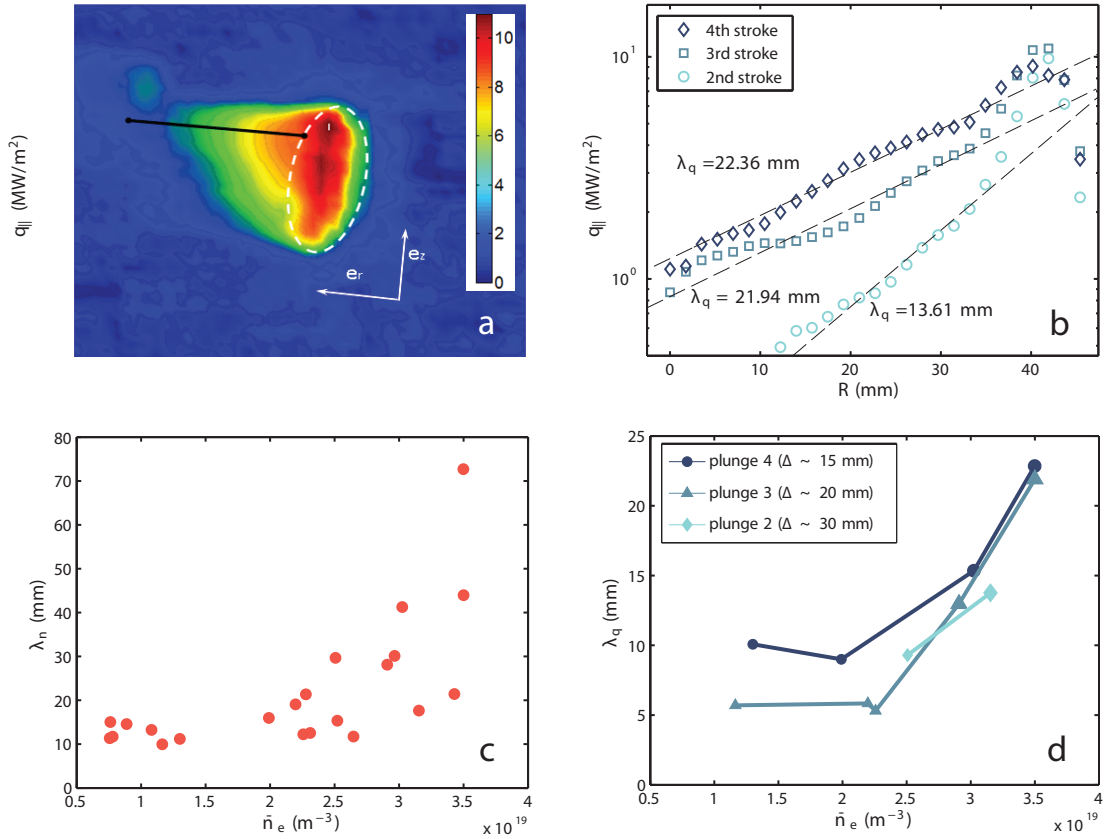 10
8
6
4
2
0
q|| (MW/m²)
e_r
e_z
a
4th stroke
3rd stroke
2nd stroke
10¹
10⁰
q|| (MW/m²)
λ_q =22.36 mm
λ_q = 21.94 mm
λ_q =13.61 mm
b
0 10 20 30 40
R (mm)
80
70
60
50
40
30
20
10
0
λ_n (mm)
c
0.5 1 1.5 2 2.5 3 3.5 4
n̄_e (m⁻³)
x 10¹⁹
25
20
15
10
5
0
λ_q (mm)
plunge 4 (Δ ~ 15 mm)
plunge 3 (Δ ~ 20 mm)
plunge 2 (Δ ~ 30 mm)
d
0.5 1 1.5 2 2.5 3 3.5 4
n̄_e (m⁻³)
x 10¹⁹